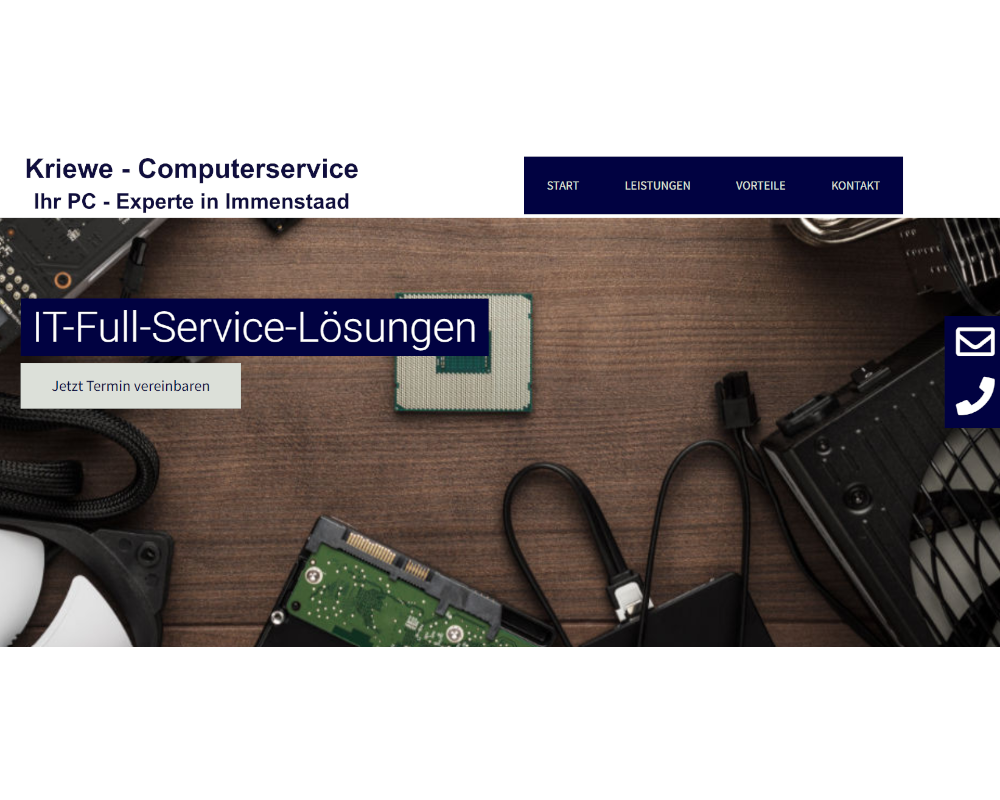 Kriewe - Computerservice
Ihr PC - Experte in Immenstaad
START LEISTUNGEN VORTEILE KONTAKT
IT-Full-Service-Lösungen
Jetzt Termin vereinbaren